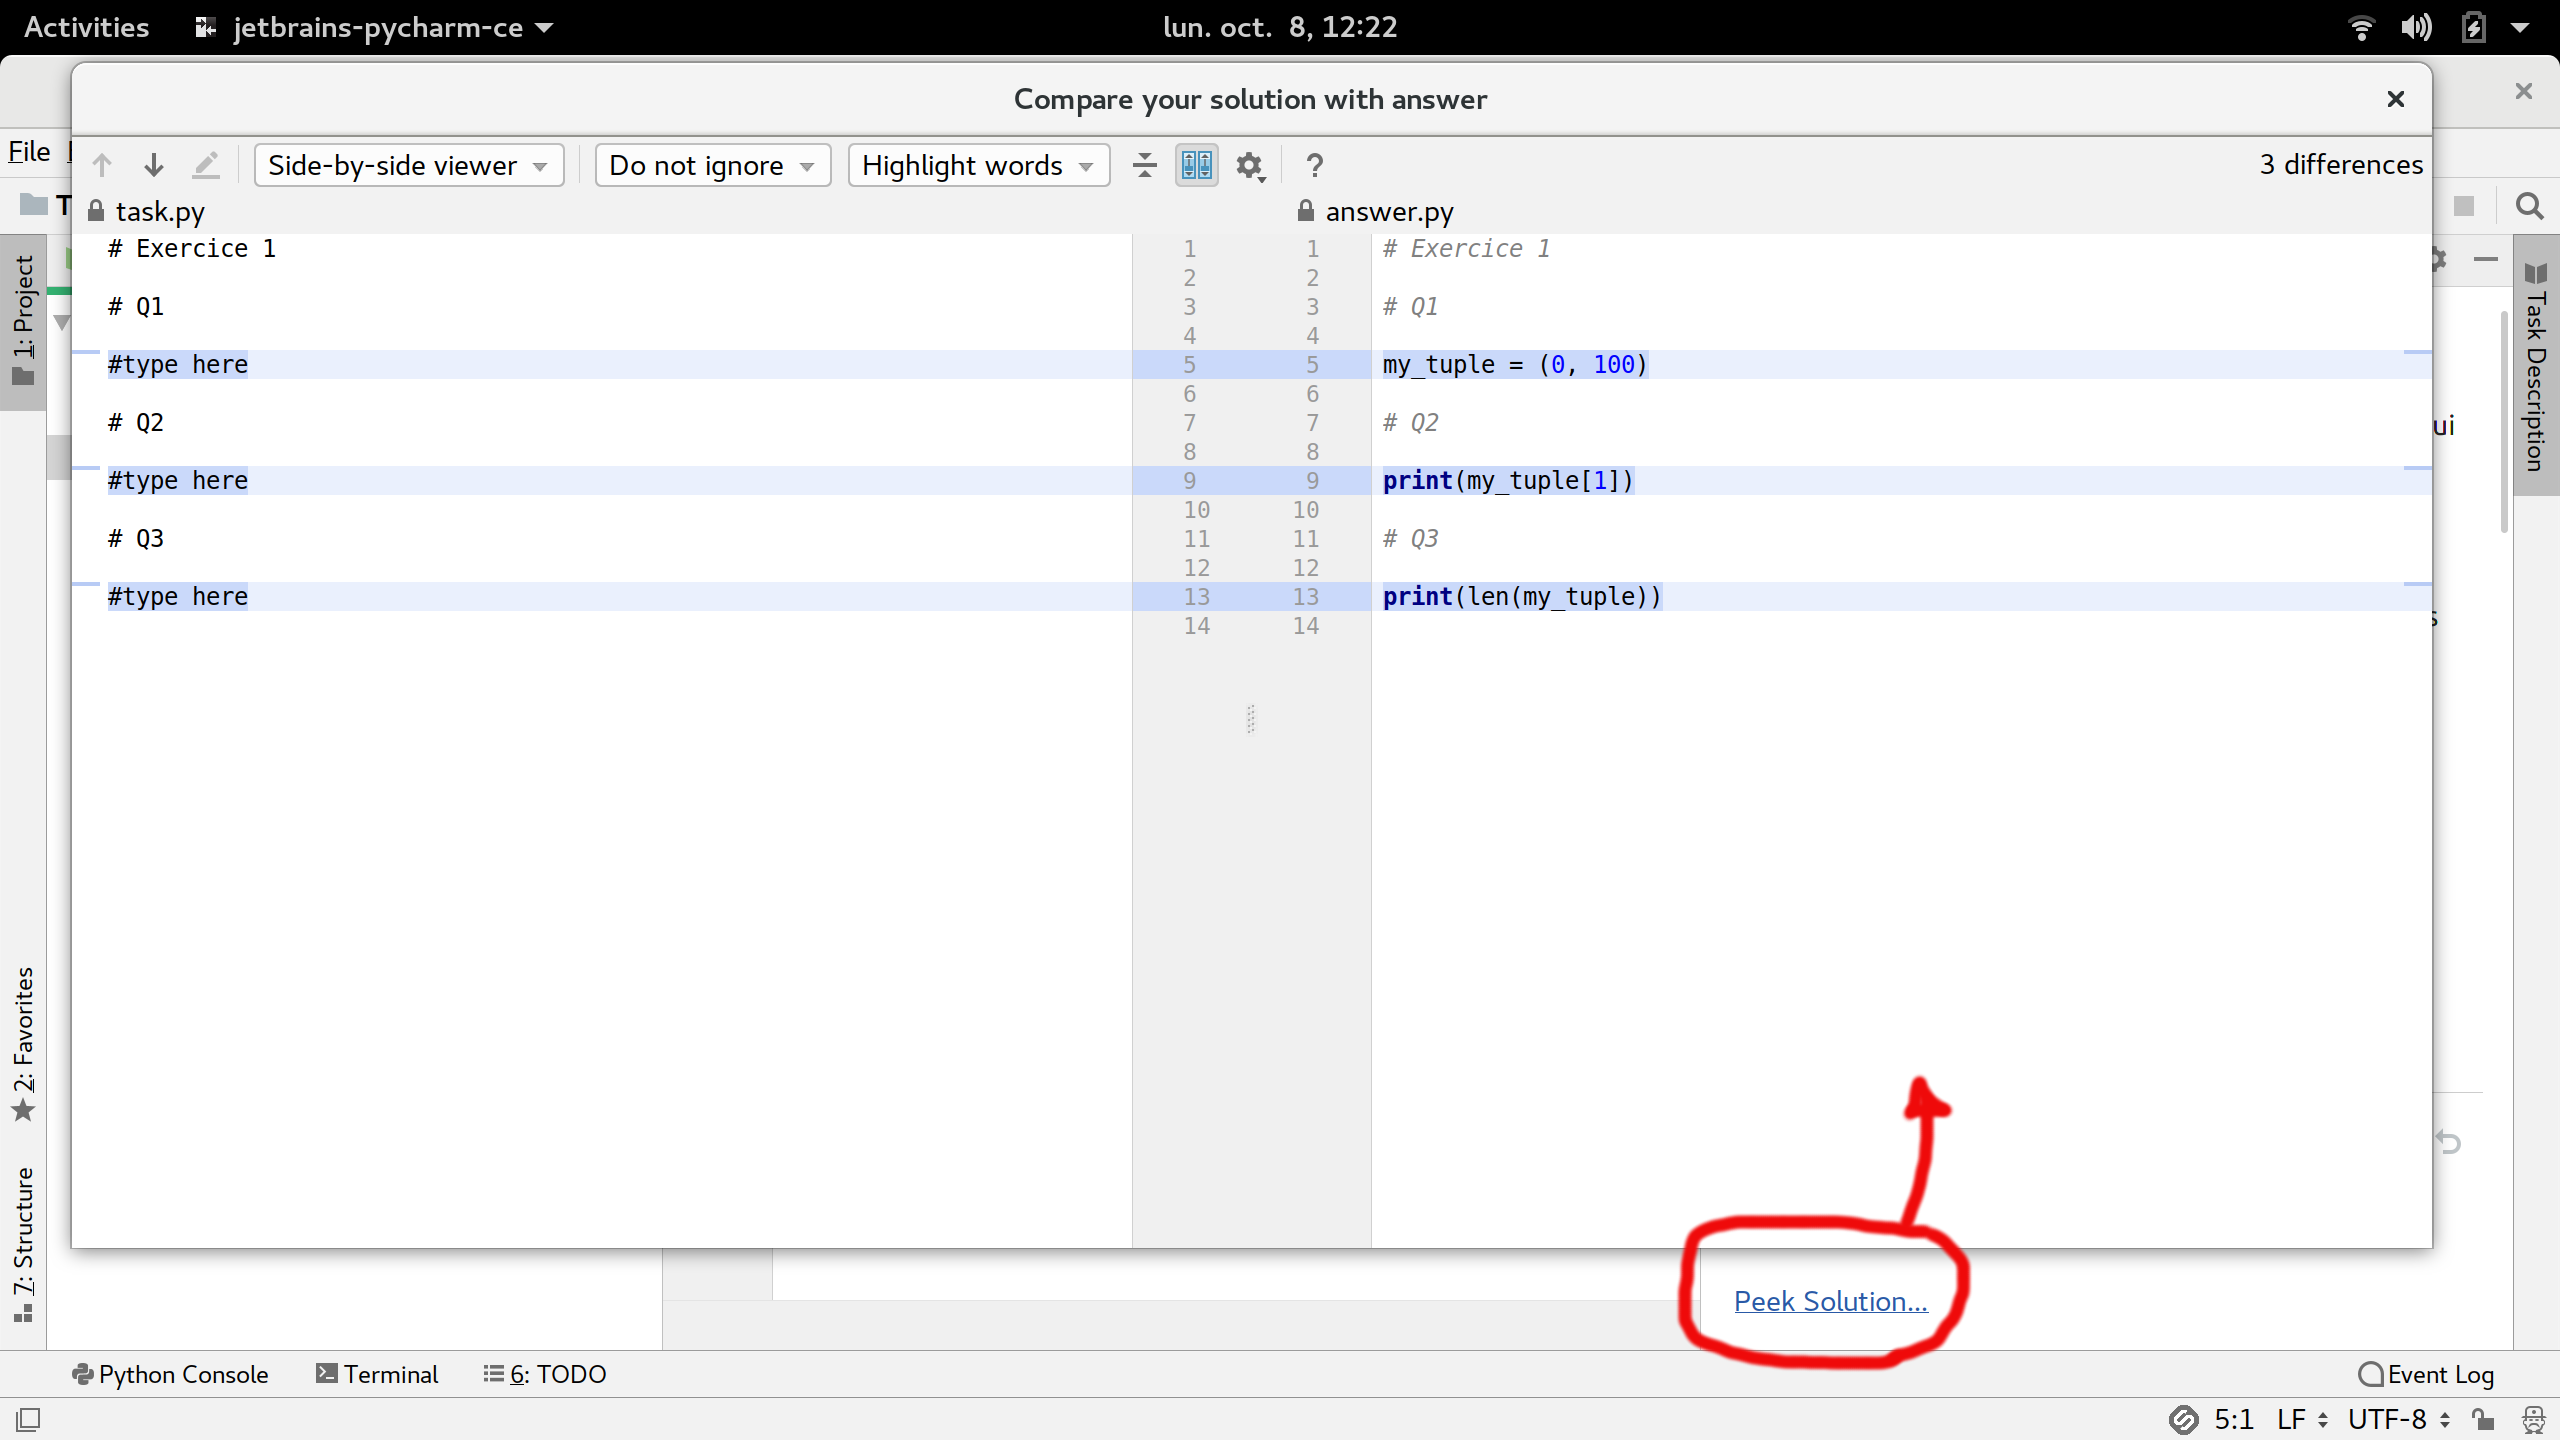 Activities jetbrains-pycharm-ce lun. oct. 8, 12:22
Compare your solution with answer
File
Side-by-side viewer Do not ignore Highlight words ? 3 differences
T
task.py answer.py
# Exercice 1 1 1 # Exercice 1
2 2
# Q1 3 3 # Q1
4 4
#type here 5 5 my_tuple = (0, 100)
6 6
# Q2 7 7 # Q2
8 8
#type here 9 9 print(my_tuple[1])
10 10
# Q3 11 11 # Q3
12 12
#type here 13 13 print(len(my_tuple))
14 14
1: Project
2: Favorites
7: Structure
Task Description
ui
s
Peek Solution...
Python Console Terminal 6: TODO Event Log
5:1 LF UTF-8